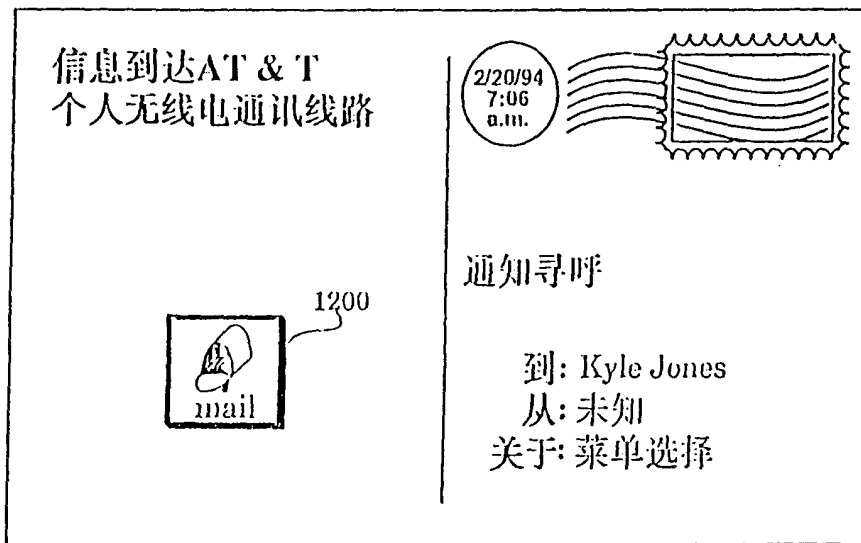 信息到达AT & T
个人无线电通讯线路
1200
mail
2/20/94
7:06
a.m.
通知寻呼
到: Kyle Jones
从: 未知
关于: 菜单选择